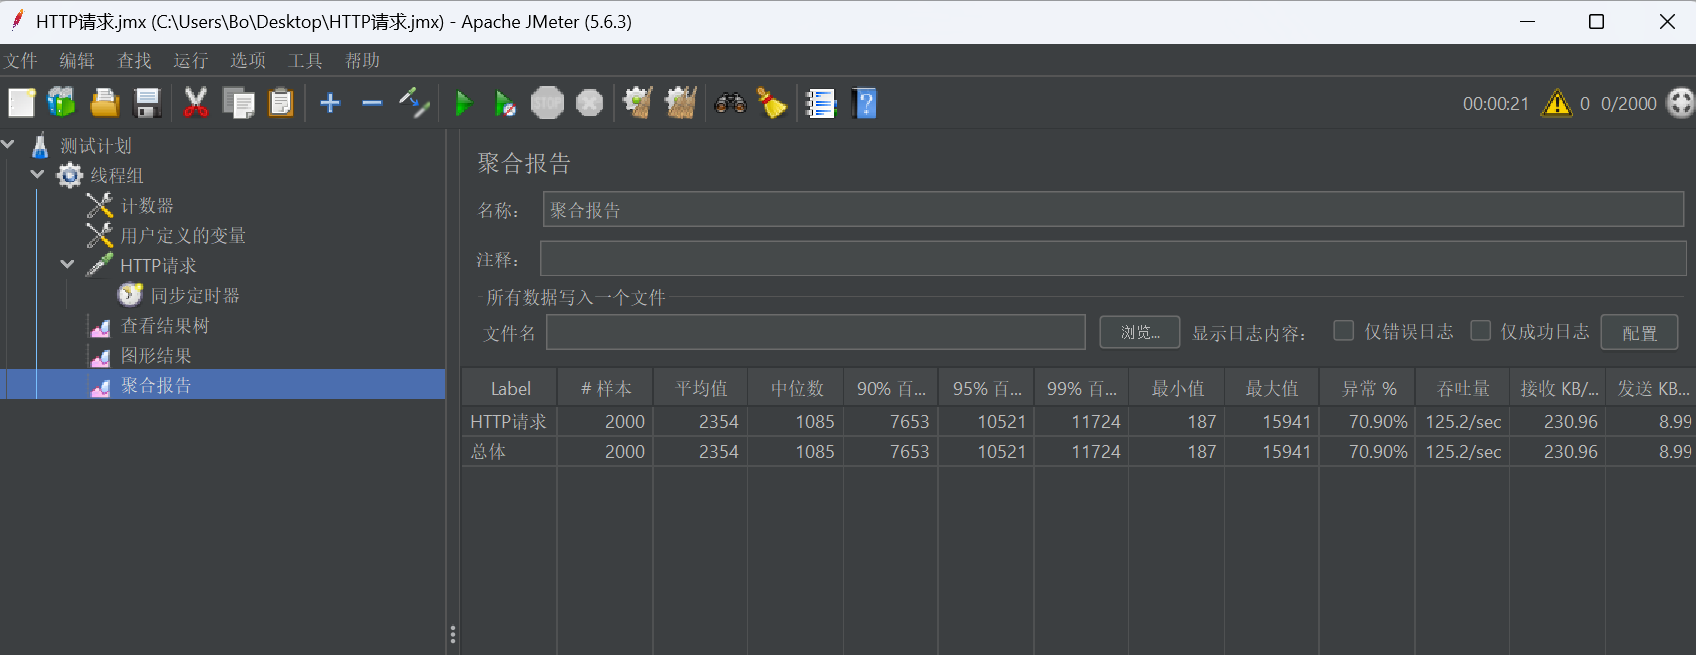 HTTP请求.jmx (C:\Users\Bo\Desktop\HTTP请求.jmx) - Apache JMeter (5.6.3)
文件 编辑 查找 运行 选项 工具 帮助
STOP
00:00:21 0 0/2000
测试计划
线程组
计数器
用户定义的变量
HTTP请求
同步定时器
查看结果树
图形结果
聚合报告
聚合报告
名称: 聚合报告
注释:
所有数据写入一个文件
文件名 浏览... 显示日志内容: 仅错误日志 仅成功日志 配置
Label # 样本 平均值 中位数 90% 百... 95% 百... 99% 百... 最小值 最大值 异常 % 吞吐量 接收 KB/... 发送 KB...
HTTP请求 2000 2354 1085 7653 10521 11724 187 15941 70.90% 125.2/sec 230.96 8.99
总体 2000 2354 1085 7653 10521 11724 187 15941 70.90% 125.2/sec 230.96 8.99